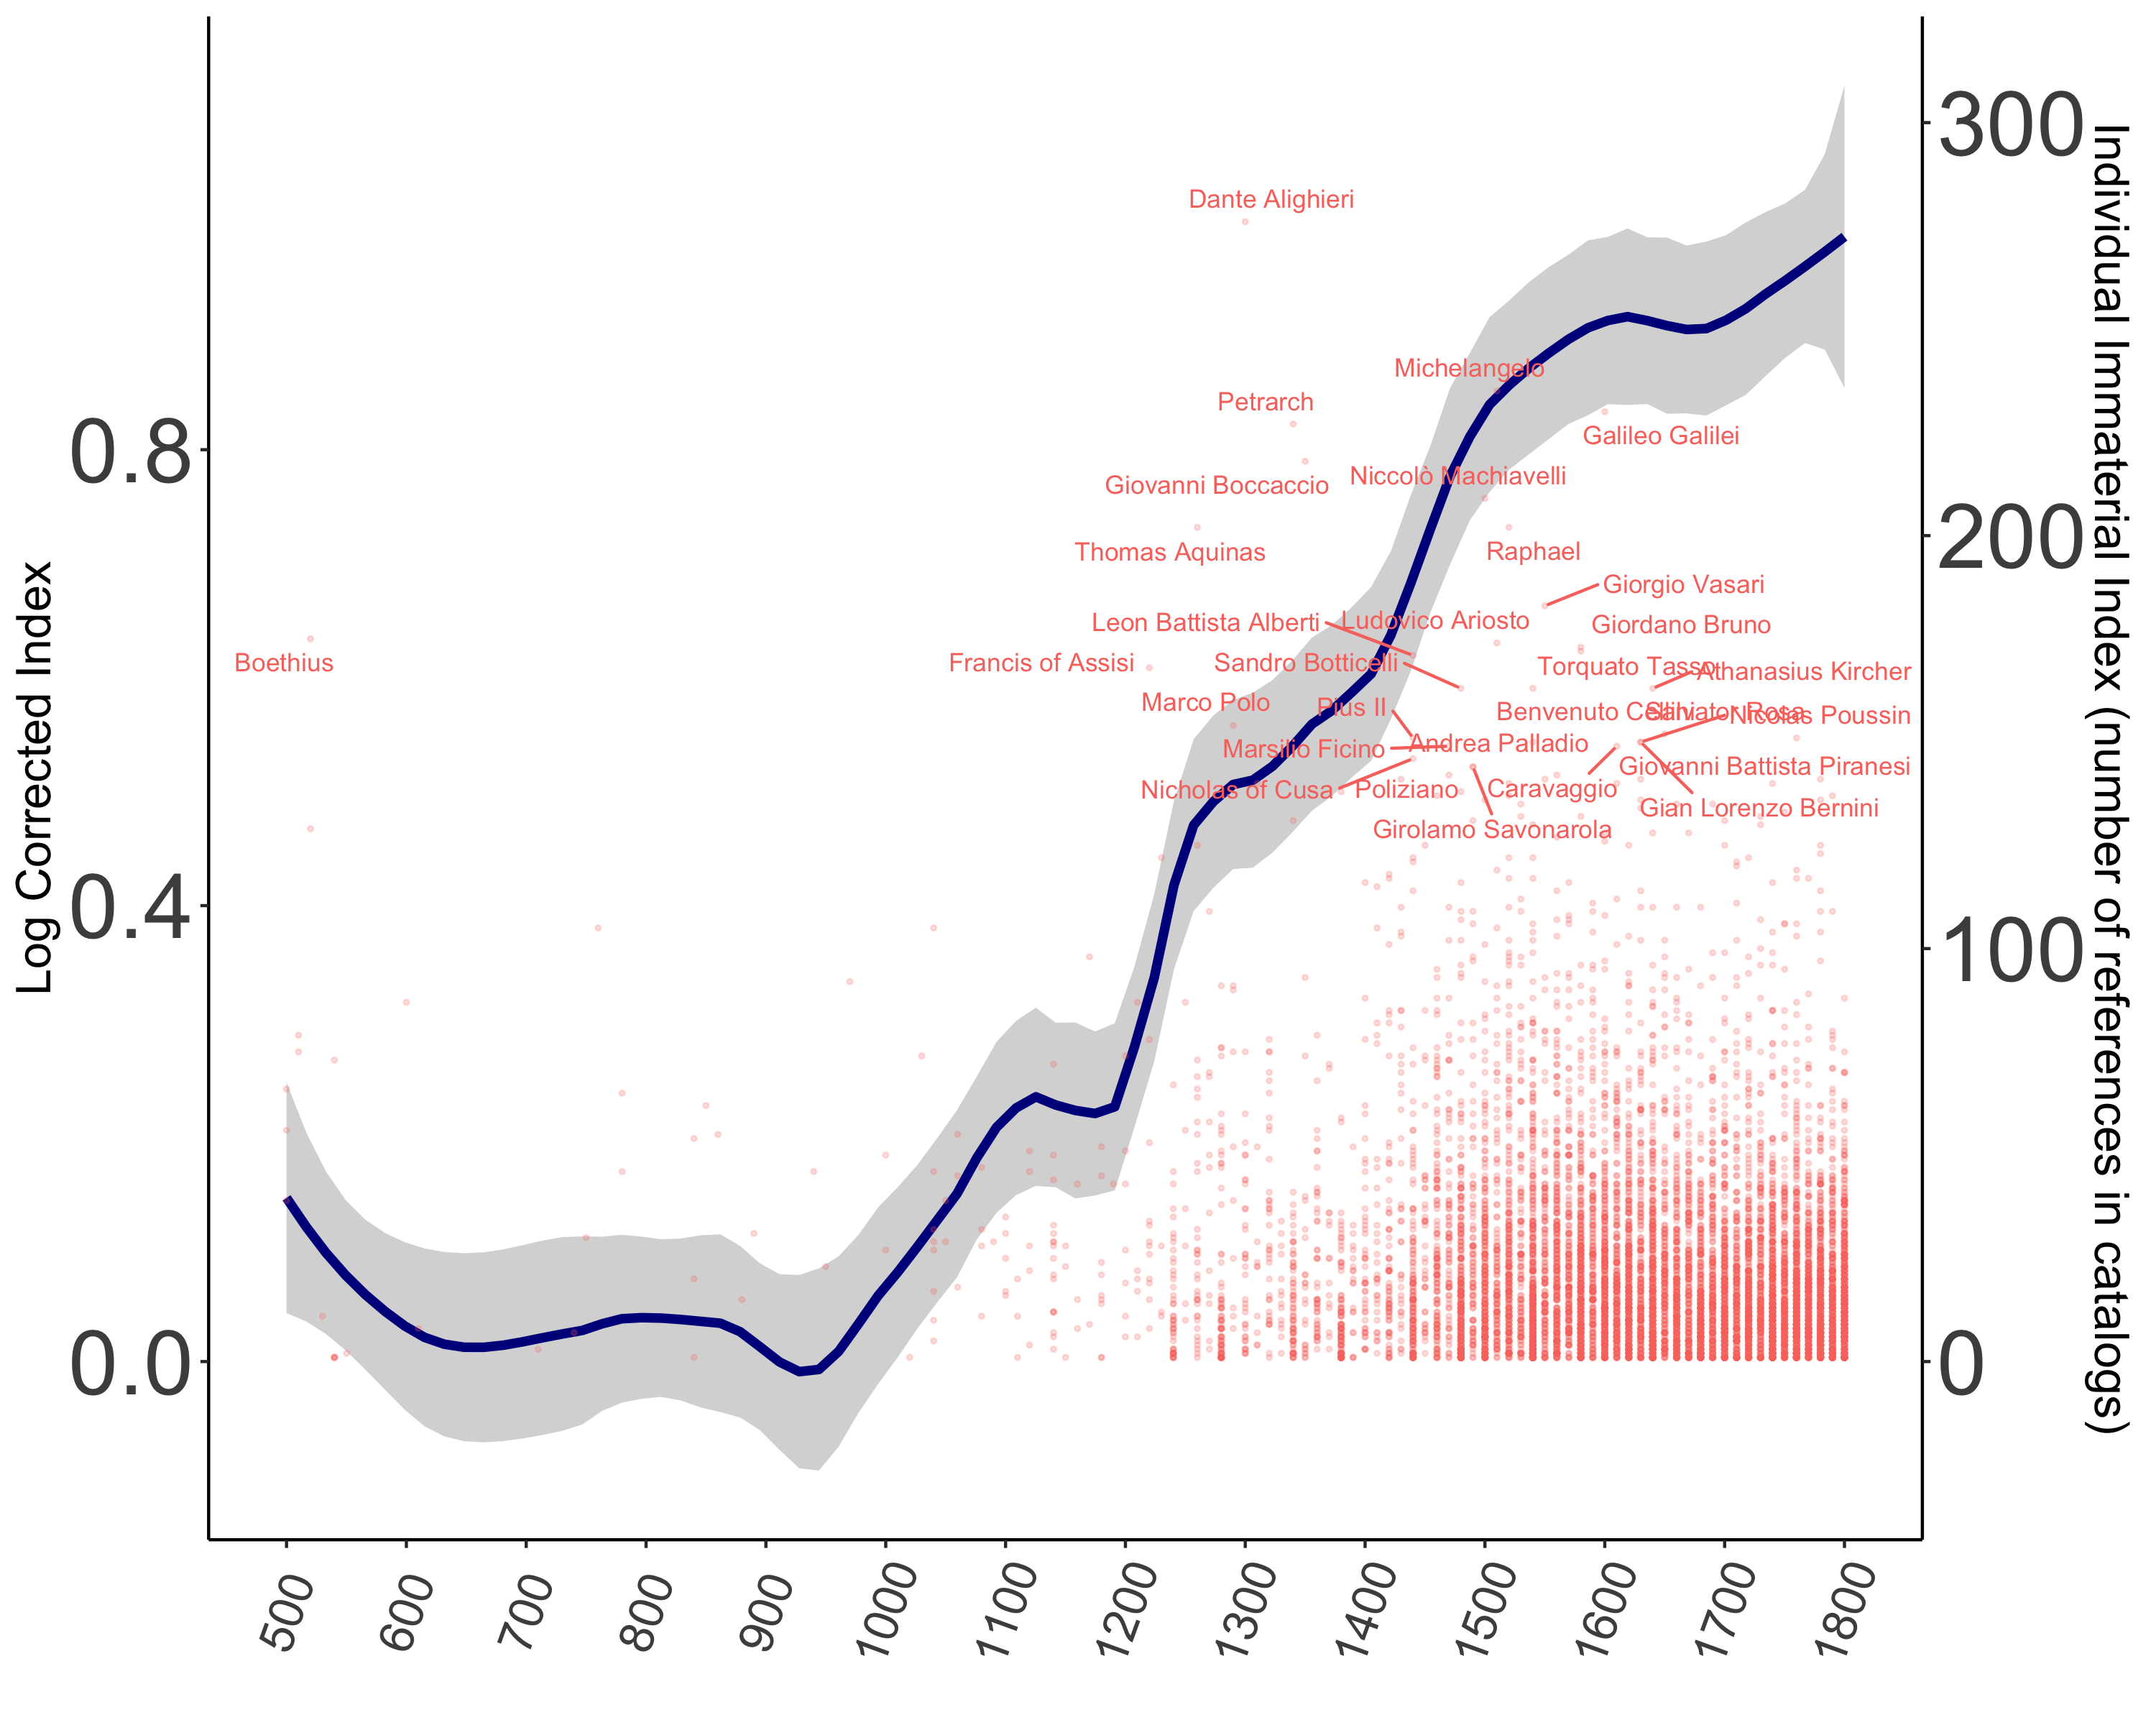 300
Dante Alighieri
Michelangelo
Petrarch
Galileo Galilei
0.8
Niccolò Machiavelli
Giovanni Boccaccio
200
Thomas Aquinas
Raphael
Giorgio Vasari
Leon Battista Alberti
Ludovico Ariosto
Giordano Bruno
Boethius
Francis of Assisi
Sandro Botticelli
Torquato Tasso
Athanasius Kircher
Marco Polo
Pius II
Benvenuto Cellini
Salviator Rosa
Nicolas Poussin
Marsilio Ficino
Andrea Palladio
Giovanni Battista Piranesi
Nicholas of Cusa
Poliziano
Caravaggio
Gian Lorenzo Bernini
Girolamo Savonarola
0.4
100
0.0
0
Log Corrected Index
Individual Immaterial Index (number of references in catalogs)
500
600
700
800
900
1000
1100
1200
1300
1400
1500
1600
1700
1800